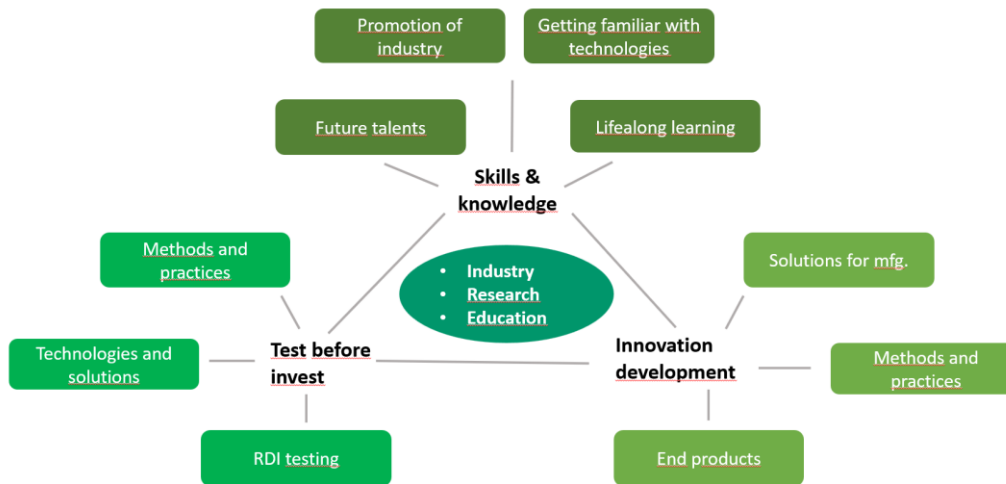 Promotion of
industry
Getting familiar with
technologies
Future talents
Lifealong learning
Skills &
knowledge
Methods and
practices
• Industry
• Research
• Education
Solutions for mfg.
Technologies and
solutions
Test before
invest
Innovation
development
Methods and
practices
RDI testing
End products